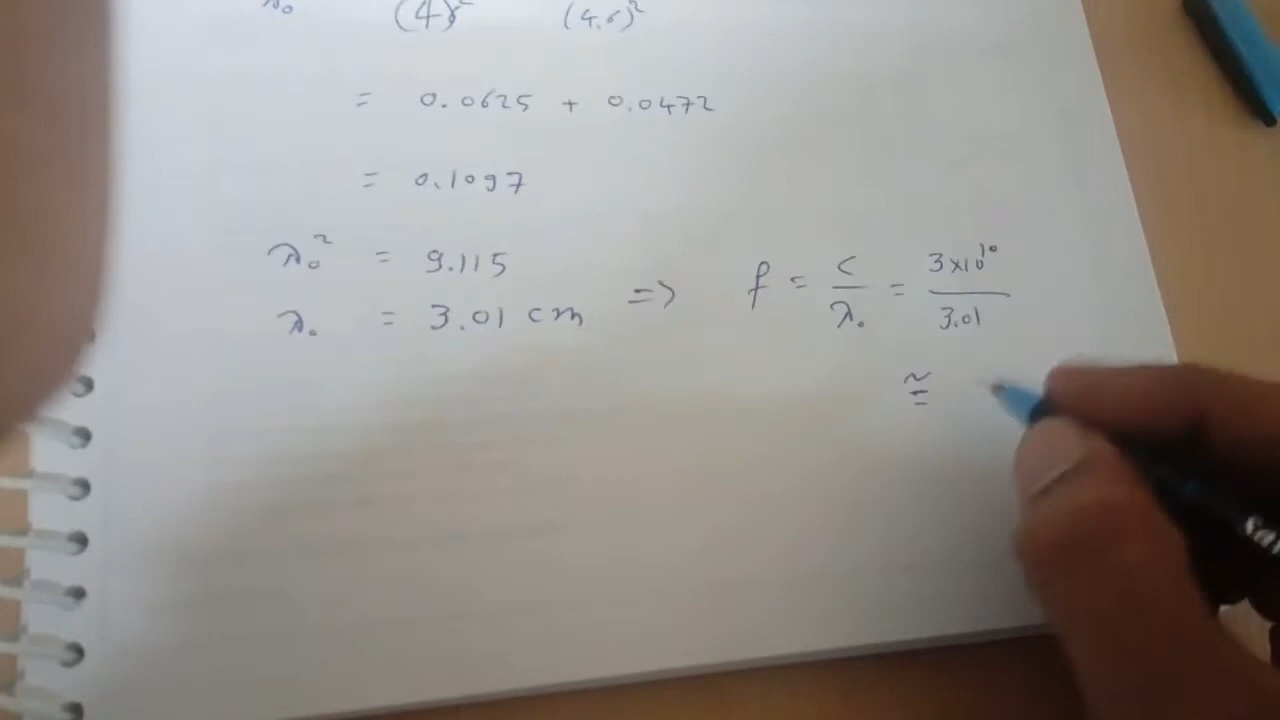 λ₀ (4)² (4.6)²
= 0.0625 + 0.0472
= 0.1097
λ₀² = 9.115
λ₀ = 3.01 cm => f = c/λ₀ = 3×10¹⁰/3.01
≅